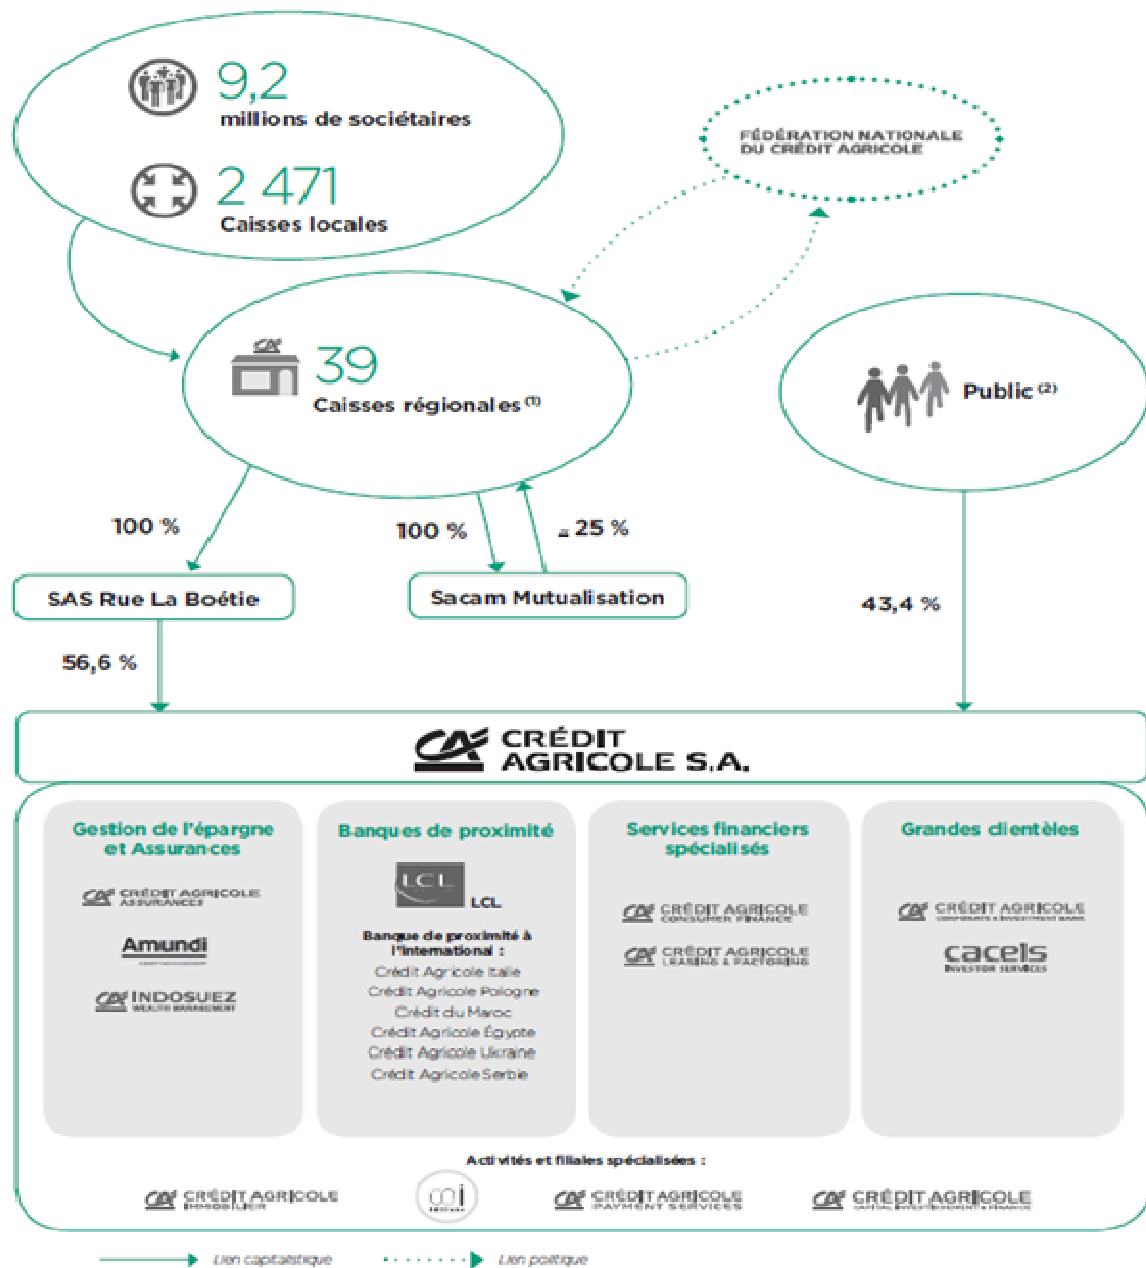 9,2
millions de sociétaires
2 471
Caisses locales
FÉDÉRATION NATIONALE
DU CRÉDIT AGRICOLE
39
Caisses régionales (1)
Public (2)
100 %
100 %
25 %
SAS Rue La Boétie
Sacam Mutualisation
43,4 %
56,6 %
CRÉDIT
AGRICOLE S.A.
Gestion de l'épargne
et Assurances
CRÉDIT AGRICOLE
ASSURANCES
Amundi
INDOSUEZ
WEALTH MANAGEMENT
Banques de proximité
LCL
LCL
Banque de proximité à
l'international :
Crédit Agricole Italie
Crédit Agricole Pologne
Crédit du Maroc
Crédit Agricole Égypte
Crédit Agricole Ukraine
Crédit Agricole Serbie
Services financiers
spécialisés
CRÉDIT AGRICOLE
CONSUMER FINANCE
CRÉDIT AGRICOLE
LEASING & FACTORING
Grandes clientèles
CRÉDIT AGRICOLE
CORPORATE & INVESTMENT BANK
caceis
INVESTOR SERVICES
Activités et filiales spécialisées :
CRÉDIT AGRICOLE
IMMOBILIER
CRÉDIT AGRICOLE
PAYMENT SERVICES
CRÉDIT AGRICOLE
CAPITAL INVESTISSEMENT & FINANCE
Lien capitalistique
Lien politique